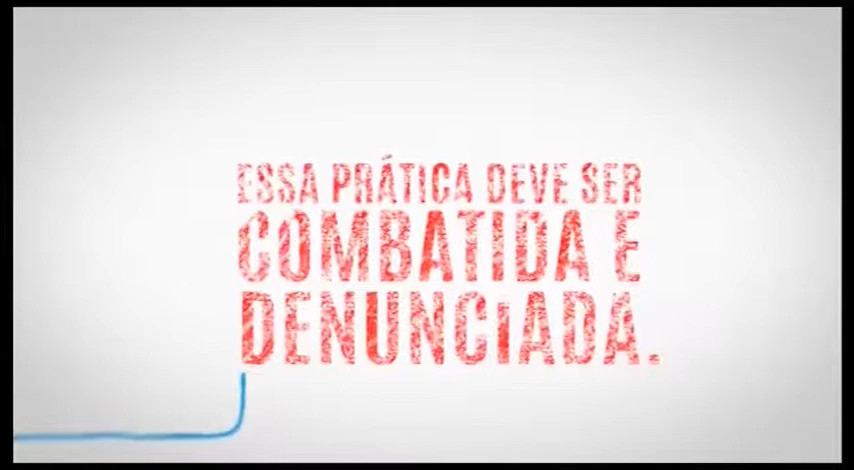 ESSA PRÁTICA DEVE SER
COMBATIDA E
DENUNCIADA.